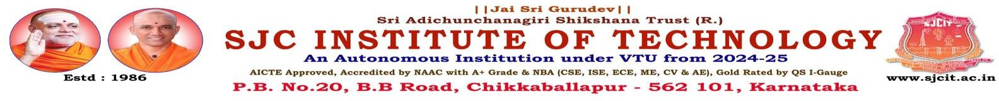 ||Jai Sri Gurudev||
Sri Adichunchanagiri Shikshana Trust (R.)
SJC INSTITUTE OF TECHNOLOGY
An Autonomous Institution under VTU from 2024-25
AICTE Approved, Accredited by NAAC with A+ Grade & NBA (CSE, ISE, ECE, ME, CV & AE), Gold Rated by QS I-Gauge
P.B. No.20, B.B Road, Chikkaballapur - 562 101, Karnataka
Estd : 1986
SJCIT
www.sjcit.ac.in